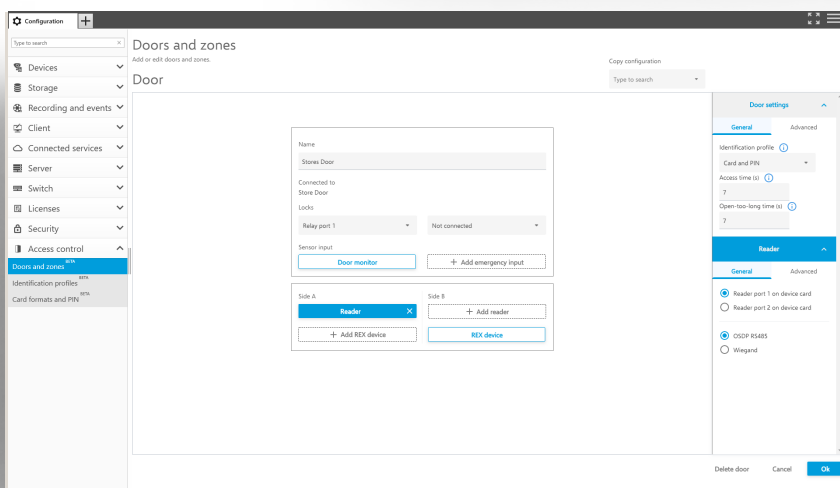 Configuration
Type to search
Devices
Storage
Recording and events
Client
Connected services
Server
Switch
Licenses
Security
Access control
Doors and zones BETA
Identification profiles BETA
Card formats and PIN BETA
Doors and zones
Add or edit doors and zones.
Door
Copy configuration
Type to search
Name
Stores Door
Connected to
Store Door
Locks
Relay port 1
Not connected
Sensor input
Door monitor
+ Add emergency input
Side A
Side B
Reader
+ Add reader
+ Add REX device
REX device
Door settings
General
Advanced
Identification profile
Card and PIN
Access time (s)
7
Open-too-long time (s)
7
Reader
General
Advanced
Reader port 1 on device card
Reader port 2 on device card
OSDP RS485
Wiegand
Delete door
Cancel
Ok